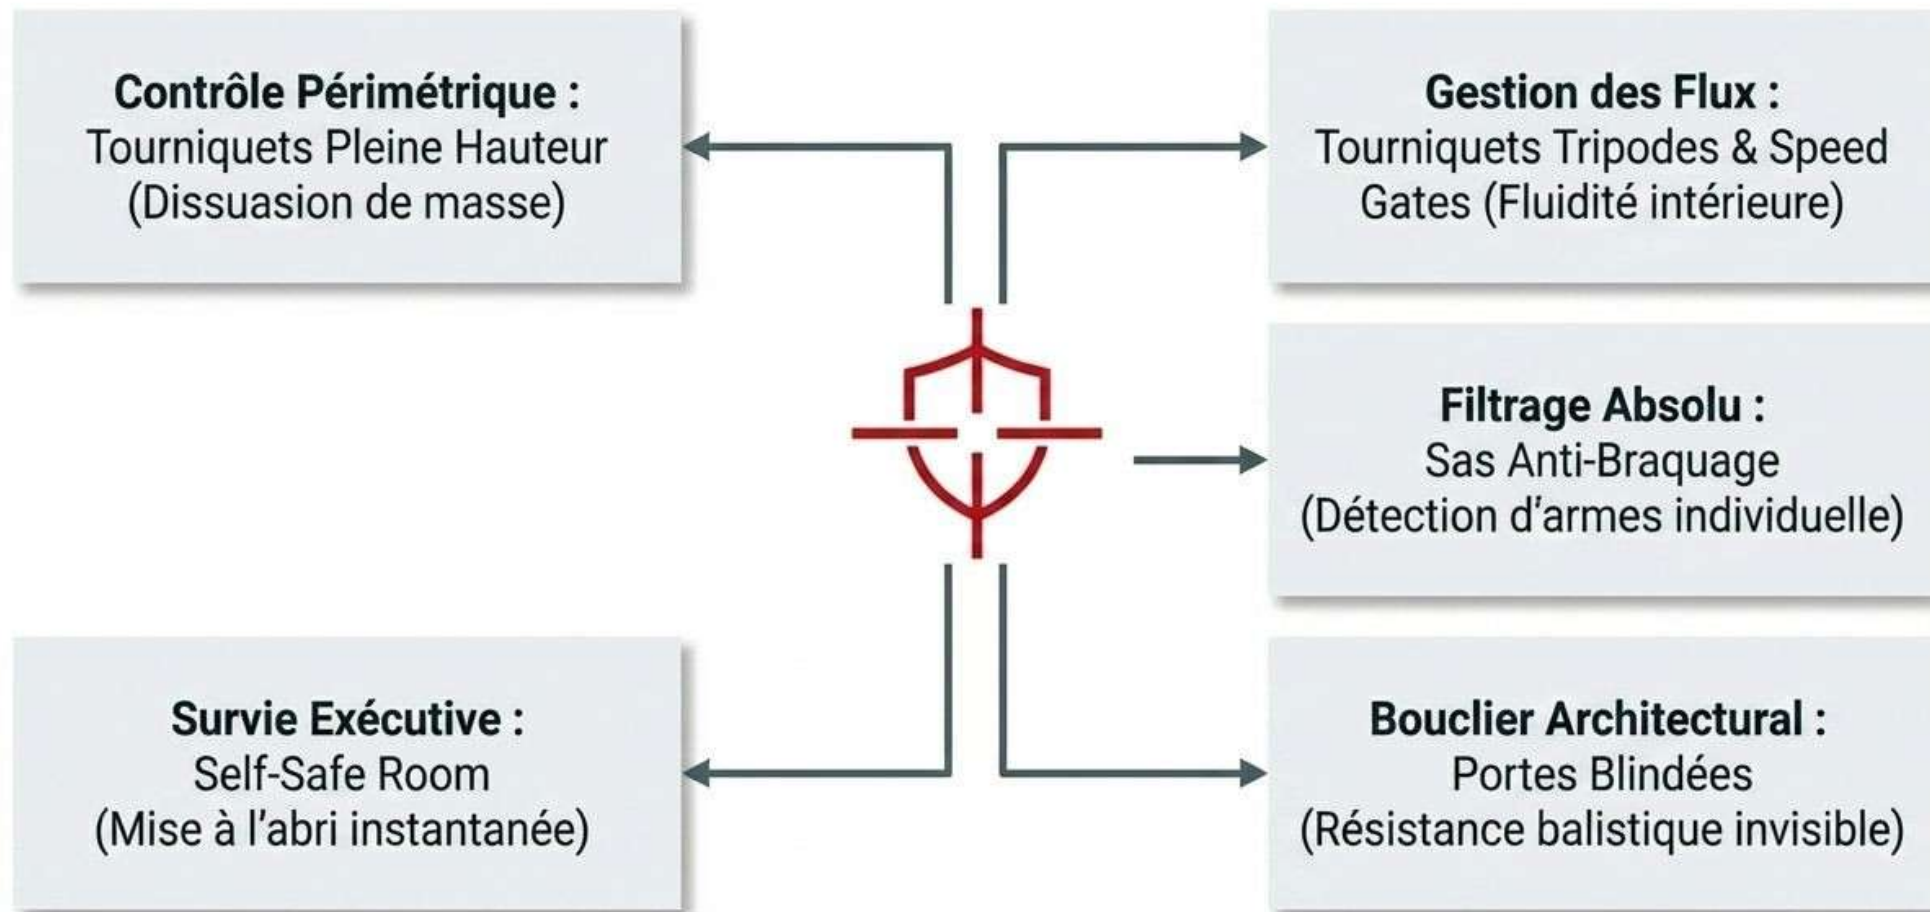 Contrôle Périmétrique :
Tourniquets Pleine Hauteur
(Dissuasion de masse)
Gestion des Flux :
Tourniquets Tripodes & Speed
Gates (Fluidité intérieure)
Filtrage Absolu :
Sas Anti-Braquage
(Détection d'armes individuelle)
Survie Exécutive :
Self-Safe Room
(Mise à l'abri instantanée)
Bouclier Architectural :
Portes Blindées
(Résistance balistique invisible)